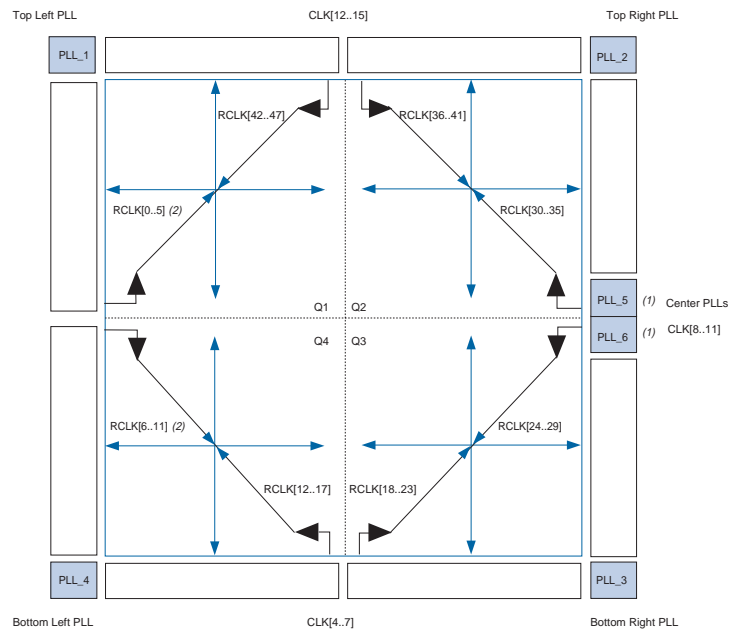 Top Left PLL
CLK[12..15]
Top Right PLL
PLL_1
PLL_2
RCLK[42..47]
RCLK[36..41]
RCLK[0..5] (2)
RCLK[30..35]
Q1
Q2
PLL_5
(1)
Center PLLs
PLL_6
(1)
CLK[8..11]
Q4
Q3
RCLK[6..11] (2)
RCLK[24..29]
RCLK[12..17]
RCLK[18..23]
PLL_4
PLL_3
Bottom Left PLL
CLK[4..7]
Bottom Right PLL